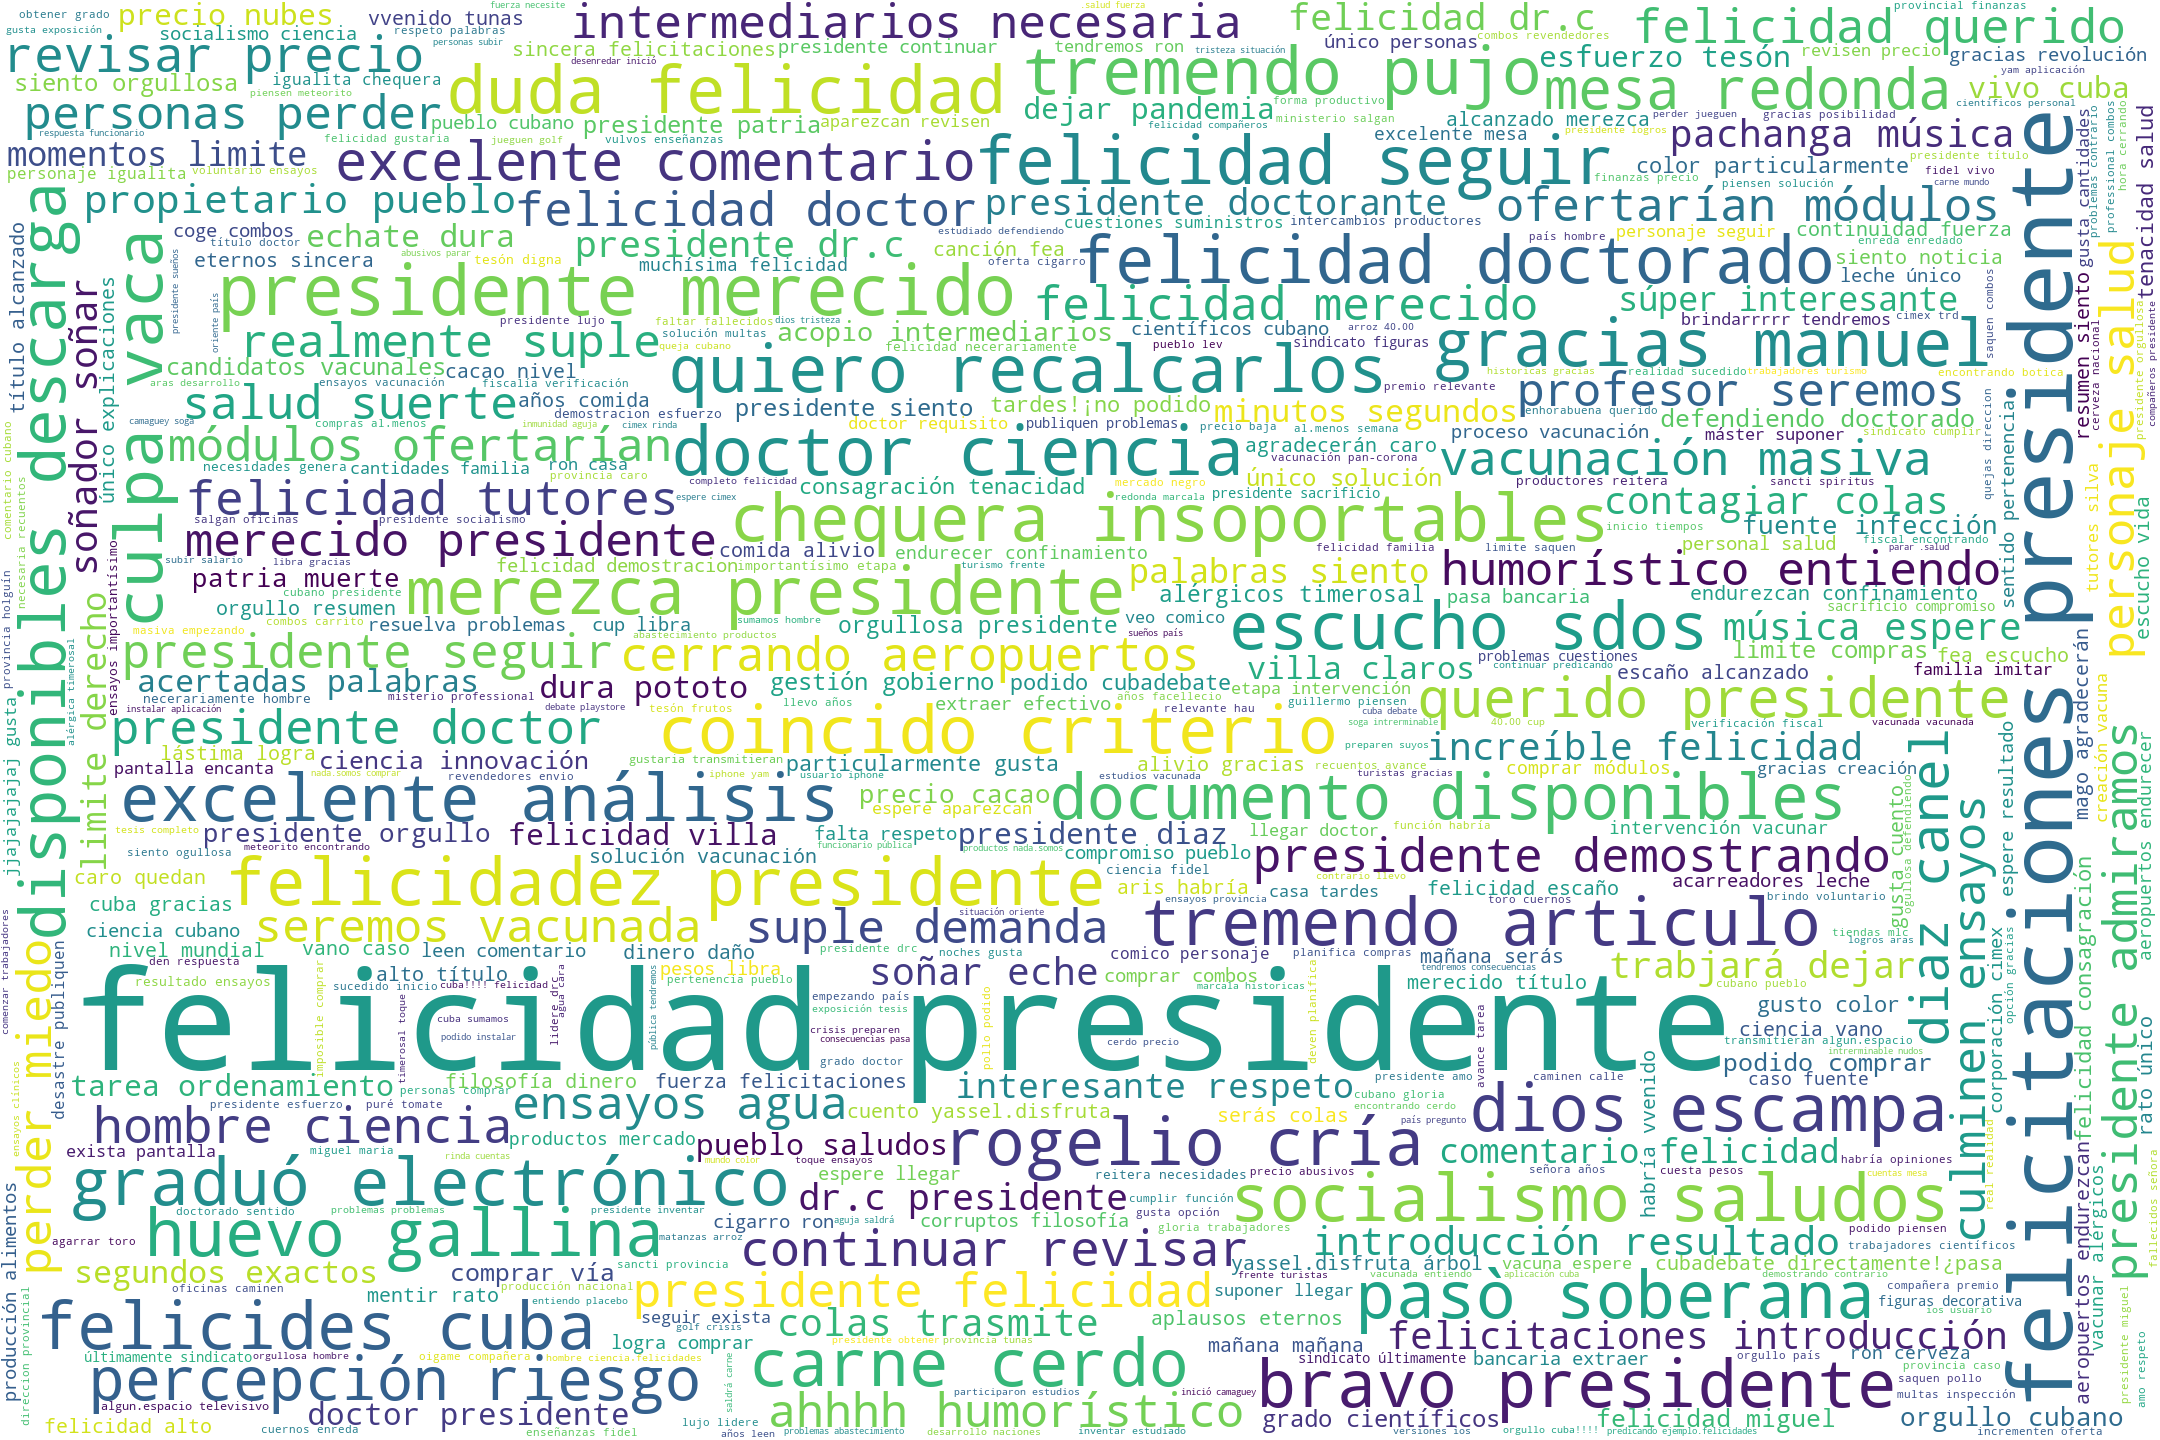 obtener grado
precio nubes
vvenido tunas
fuerza necesite
intermediarios necesaria
.salud fuerza
felicidad dr.c
felicidad querido
provincial finanzas
gusta exposición
socialismo ciencia
respeto palabras
personas subir
sincera felicitaciones
presidente continuar
tendremos ron
tristeza situación
único personas
combos revendedores
revisar precio
desenredar inició
tremendo pujo
esfuerzo tesón
revisen precio
gracias revolución
siento orgullosa
igualita chequera
duda felicidad
mesa redonda
yam aplicación
vivo cuba
piensen meteorito
personas perder
dejar pandemia
forma productivo
científicos personal
respuesta funcionario
pueblo cubano
presidente patria
aparezcan revisen
felicidad compañeros
ministerio salgan
alcanzado merezca
perder jueguen
gracias posibilidad
felicidad gustaria
jueguen golf
vulvos enseñanzas
excelente mesa
presidente logros
pachanga música
momentos limite
excelente comentario
felicidad seguir
color particularmente
presidente título
personaje igualita
voluntario ensayos
finanzas precio
fidel vivo
piensen solución
carne mundo
propietario pueblo
felicidad doctor
presidente doctorante
ofertarían módulos
cuestiones suministros
intercambios productores
coge combos
echate dura
presidente dr.c
estudiado defendiendo
país hombre
personaje seguir
continuidad fuerza
titulo doctor
abusivos parar
canción fea
felicidad doctorado
enreda enredado
eternos sincera
tesón digna
muchísima felicidad
oferta cigarro
siento noticia
leche único
presidente merecido
felicidad merecido
súper interesante
presidente lujo
faltar fallecidos
dios tristeza
acopio intermediarios
científicos cubano
arroz 40.00
brindarrrrr tendremos
cimex trd
realmente suple
solución multas
queja cubano
felicidad necerariamente
pueblo lev
sindicato figuras
gracias manuel
candidatos vacunales
cacao nivel
quiero recalcarlos
historicas gracias
realidad sucedido
trabajadores turismo
encontrando botica
aras desarrollo
ensayos vacunación
fiscalia verificación
premio relevante
profesor seremos
salud suerte
años comida
demostracion esfuerzo
presidente siento
tardes!¡no podido
minutos segundos
enhorabuena querido
defendiendo doctorado
camaguey soga
compras al.menos
inmunidad aguja
cimex rinda
doctor requisito
publiquen problemas
precio baja
al.menos semana
proceso vacunación
máster suponer
sindicato cumplir
módulos ofertarían
doctor ciencia
agradecerán caro
vacunación masiva
necesidades genera
cantidades familia
ron casa
provincia caro
completo felicidad
vacunación pan-corona
único solución
felicidad tutores
espere cimex
consagración tenacidad
mercado negro
redonda marcala
presidente sacrificio
productores reitera
sancti spiritus
contagiar colas
salgan oficinas
presidente socialismo
chequera insoportables
inicio tiempos
fuente infección
merecido presidente
comida alivio
endurecer confinamiento
felicidad familia
limite saquen
personal salud
fiscal encontrando
parar .salud
subir salario
libra gracias
felicidad demostracion
importantísimo etapa
turismo frente
palabras siento
humorístico entiendo
patria muerte
cubano presidente
merezca presidente
alérgicos timerosal
pasa bancaria
endurezcan confinamiento
orgullo resumen
combos carrito
abastecimiento productos
sumamos hombre
sacrificio compromiso
masiva empezando
resuelva problemas
cup libra
orgullosa presidente
veo comico
sueños país
escucho sdos
música espere
presidente seguir
cerrando aeropuertos
villa claros
problemas cuestiones
continuar predicando
limite compras
fea escucho
acertadas palabras
gestión gobierno
podido cubadebate
escaño alcanzado
familia imitar
necerariamente hombre
misterio professional
dura pototo
años facellecio
etapa intervención
guillermo piensen
querido presidente
instalar aplicación
debate playstore
tesón frutos
llevo años
extraer efectivo
relevante hau
cuba debate
soga intrerminable
40.00 cup
verificación fiscal
vacunada vacunada
presidente doctor
coincido criterio
preparen suyos
increíble felicidad
lástima logra
ciencia innovación
gustaria transmitieran
particularmente gusta
alivio gracias
recuentos avance
comprar módulos
gracias creación
pantalla encanta
nada.somos comprar
revendedores envio
iphone yam
usuario iphone
estudios vacunada
turistas gracias
excelente análisis
precio cacao
documento disponibles
espere aparezcan
tesis completo
presidente orgullo
felicidad villa
falta respeto
presidente diaz
llegar doctor
función habría
intervención vacunar
siento ogullosa
meteorito encontrando
solución vacunación
funcionario pública
productos nada.somos
compromiso pueblo
presidente demostrando
caro quedan
felicidadez presidente
ciencia fidel
contrario llevo
aris habría
casa tardes
felicidad escaño
acarreadores leche
cuba gracias
ensayos provincia
toro cuernos
brindo voluntario
ciencia cubano
seremos vacunada
suple demanda
situación oriente
tremendo articulo
tiendas mlc
logros aras
nivel mundial
vano caso
leen comentario
dinero daño
presidente drc
noches gusta
comico personaje
planifica compras
mañana serás
den respuesta
alto título
pesos libra
soñar eche
comprar combos
tendremos consecuencias
trabjará dejar
resultado ensayos
sucedido inicio
cuba!!!! felicidad
pertenencia pueblo
marcala historicas
merecido título
cubano pueblo
felicidad presidente
empezando país
exposición tesis
gusto color
cuba sumamos
podido instalar
crisis preparen
consecuencias pasa
cerdo precio
ciencia vano
transmitieran algun.espacio
intrerminable nudos
grado doctor
podido comprar
tarea ordenamiento
personas comprar
filosofía dinero
fuerza felicitaciones
interesante respeto
presidente amo
caminen calle
caso fuente
presidente esfuerzo
puré tomate
ensayos agua
cuento yassel.disfruta
cubano gloria
encontrando cerdo
serás colas
país pregunto
dios escampa
hombre ciencia
productos mercado
pueblo saludos
rogelio cría
comentario felicidad
exista pantalla
miguel maria
rinda cuentas
mundo color
toque ensayos
espere llegar
reitera necesidades
precio abusivos
señora años
cuesta pesos
habría opiniones
cuentas mesa
graduó electrónico
dr.c presidente
cumplir función
gusta opción
socialismo saludos
doctorado sentido
problemas problemas
presidente inventar
cigarro ron
aguja saldrá
corruptos filosofía
gloria trabajadores
podido piensen
agarrar toro
huevo gallina
matanzas arroz
continuar revisar
introducción resultado
trabajadores científicos
segundos exactos
comprar vía
sancti provincia
yassel.disfruta árbol
vacuna espere
cubadebate directamente!¿pasa
oficinas caminen
mentir rato
producción nacional
entiendo placebo
presidente felicidad
frente turistas
suponer llegar
vacunada entiendo
aplicación cuba
demostrando contrario
compañera premio
figuras decorativa
ios usuario
pasò soberana
felicides cuba
seguir exista
golf crisis
colas trasmite
aplausos eternos
logra comprar
presidente obtener
provincia tunas
mañana mañana
felicitaciones introducción
últimamente sindicato
orgullosa hombre
oigame compañera
hombre ciencia.felicidades
sindicato últimamente
bancaria extraer
orgullo país
ron cerveza
provincia caso
percepción riesgo
carne cerdo
saquen pollo
participaron estudios
inició camaguey
bravo presidente
multas inspección
algun.espacio televisivo
felicidad alto
doctor presidente
ahhhh humorístico
grado científicos
felicidad miguel
orgullo cubano
cuernos enreda
enseñanzas fidel
lujo lidere
años leen
problemas abastecimiento
desarrollo naciones
inventar estudiado
versiones ios
orgullo cuba!!!!
predicando ejemplo.felicidades
incrementen oferta
título alcanzado
disponibles descarga
soñador soñar
único explicaciones
culpa vaca
presidente sueños
oriente país
comentario cubano
necesaria recuentos
provincia holguín
jjajajajaj gusta
alérgica timerosal
limite derecho
ensayos importantísimo
comenzar trabajadores
ensayos clínicos
perder miedo
desastre publiquen
producción alimentos
direccion provincial
imposible comprar
timerosal toque
lidere drc
agua cara
pública tendremos
pollo podido
deven planifica
avance tarea
saldrá carne
habría vvenido
diaz canel
culminen ensayos
gusta cuento
ogullosa defendiendo
corporación cimex
espere resultado
opción gracias
real realidad
felicitaciones presidente
sentido pertenencia
quejas direccion
saquen combos
resumen siento
gusta cantidades
problemas contrario
professional combos
hora cerrando
tenacidad salud
cerveza nacional
personaje salud
presidente orgullosa
compañeros presidente
tutores silva
escucho vida
mago agradecerán
creación vacuna
presidente admiramos
aeropuertos endurecer
felicidad consagración
rato único
aeropuertos endurezcan
vacunar alérgicos
presidente miguel
amo respeto
fallecidos señora